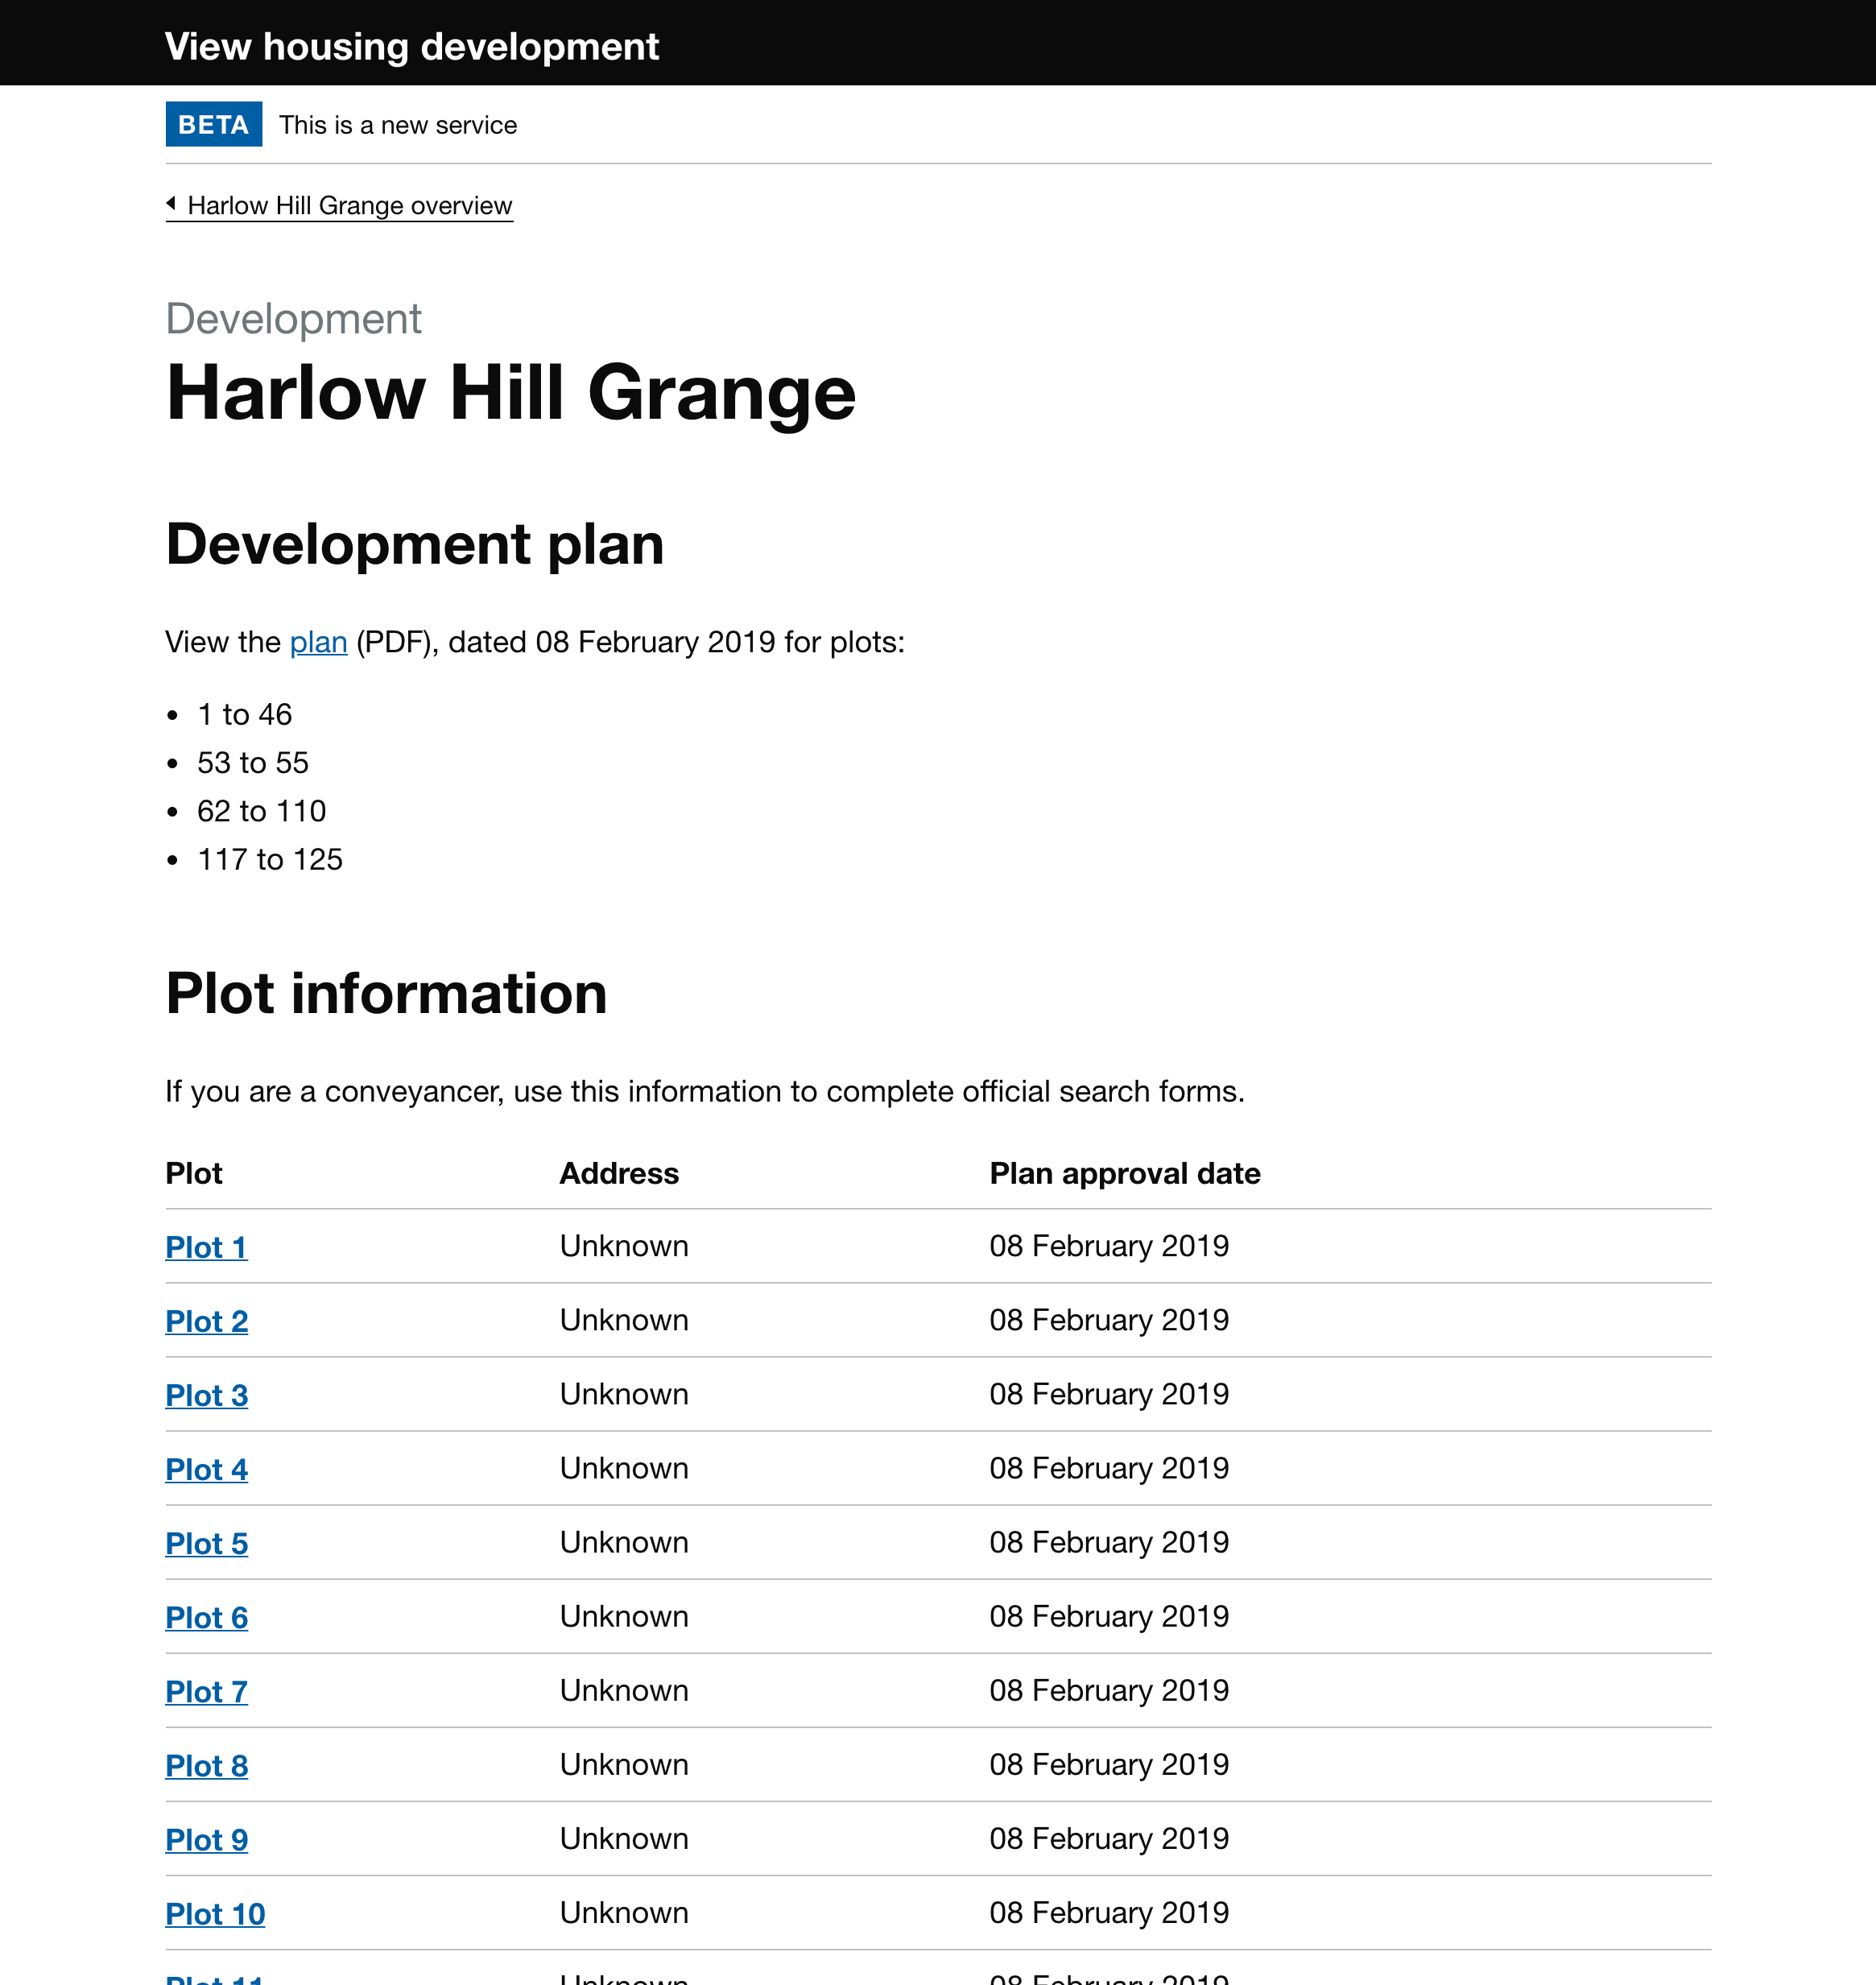 View housing development
BETA This is a new service
Harlow Hill Grange overview
Development
Harlow Hill Grange
Development plan
View the plan (PDF), dated 08 February 2019 for plots:
• 1 to 46
• 53 to 55
• 62 to 110
• 117 to 125
Plot information
If you are a conveyancer, use this information to complete official search forms.
Plot Address Plan approval date
Plot 1 Unknown 08 February 2019
Plot 2 Unknown 08 February 2019
Plot 3 Unknown 08 February 2019
Plot 4 Unknown 08 February 2019
Plot 5 Unknown 08 February 2019
Plot 6 Unknown 08 February 2019
Plot 7 Unknown 08 February 2019
Plot 8 Unknown 08 February 2019
Plot 9 Unknown 08 February 2019
Plot 10 Unknown 08 February 2019
Plot 11 Unknown 08 February 2019